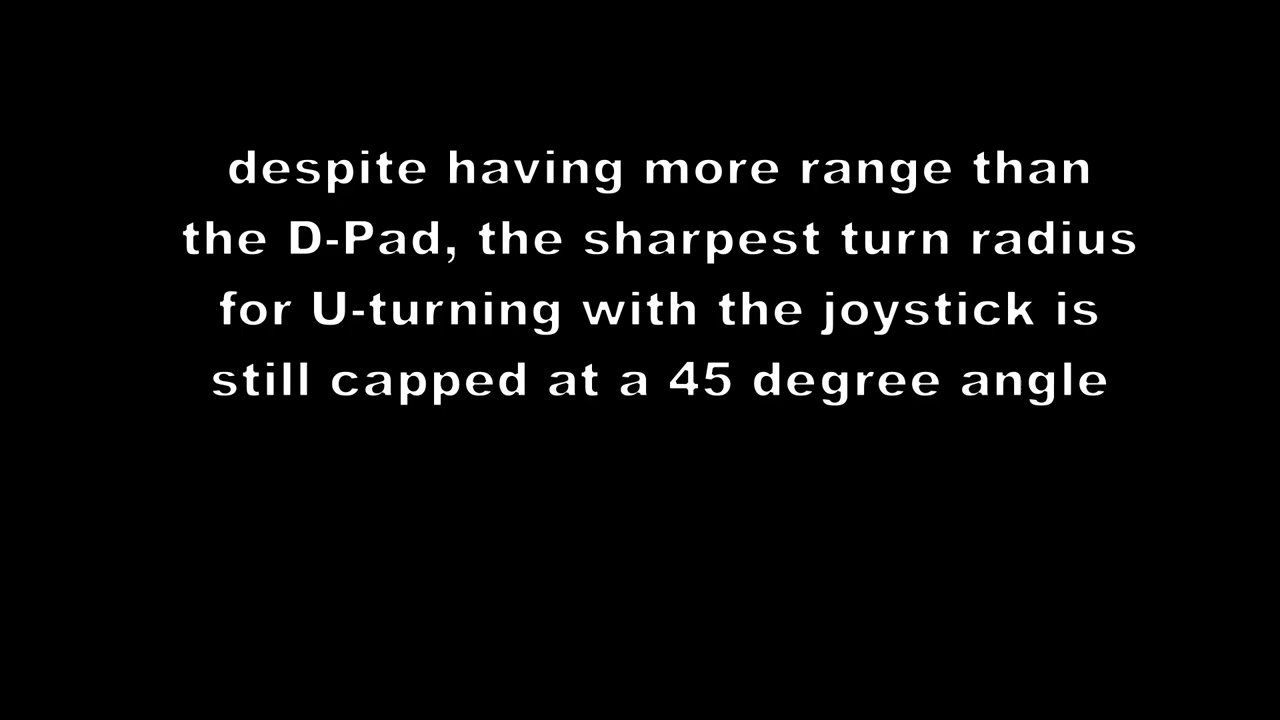 despite having more range than
the D-Pad, the sharpest turn radius
for U-turning with the joystick is
still capped at a 45 degree angle